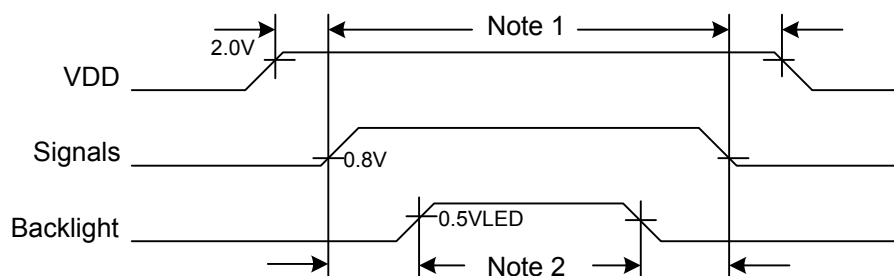 Note 1
2.0V
VDD
Signals
0.8V
Backlight
0.5VLED
Note 2